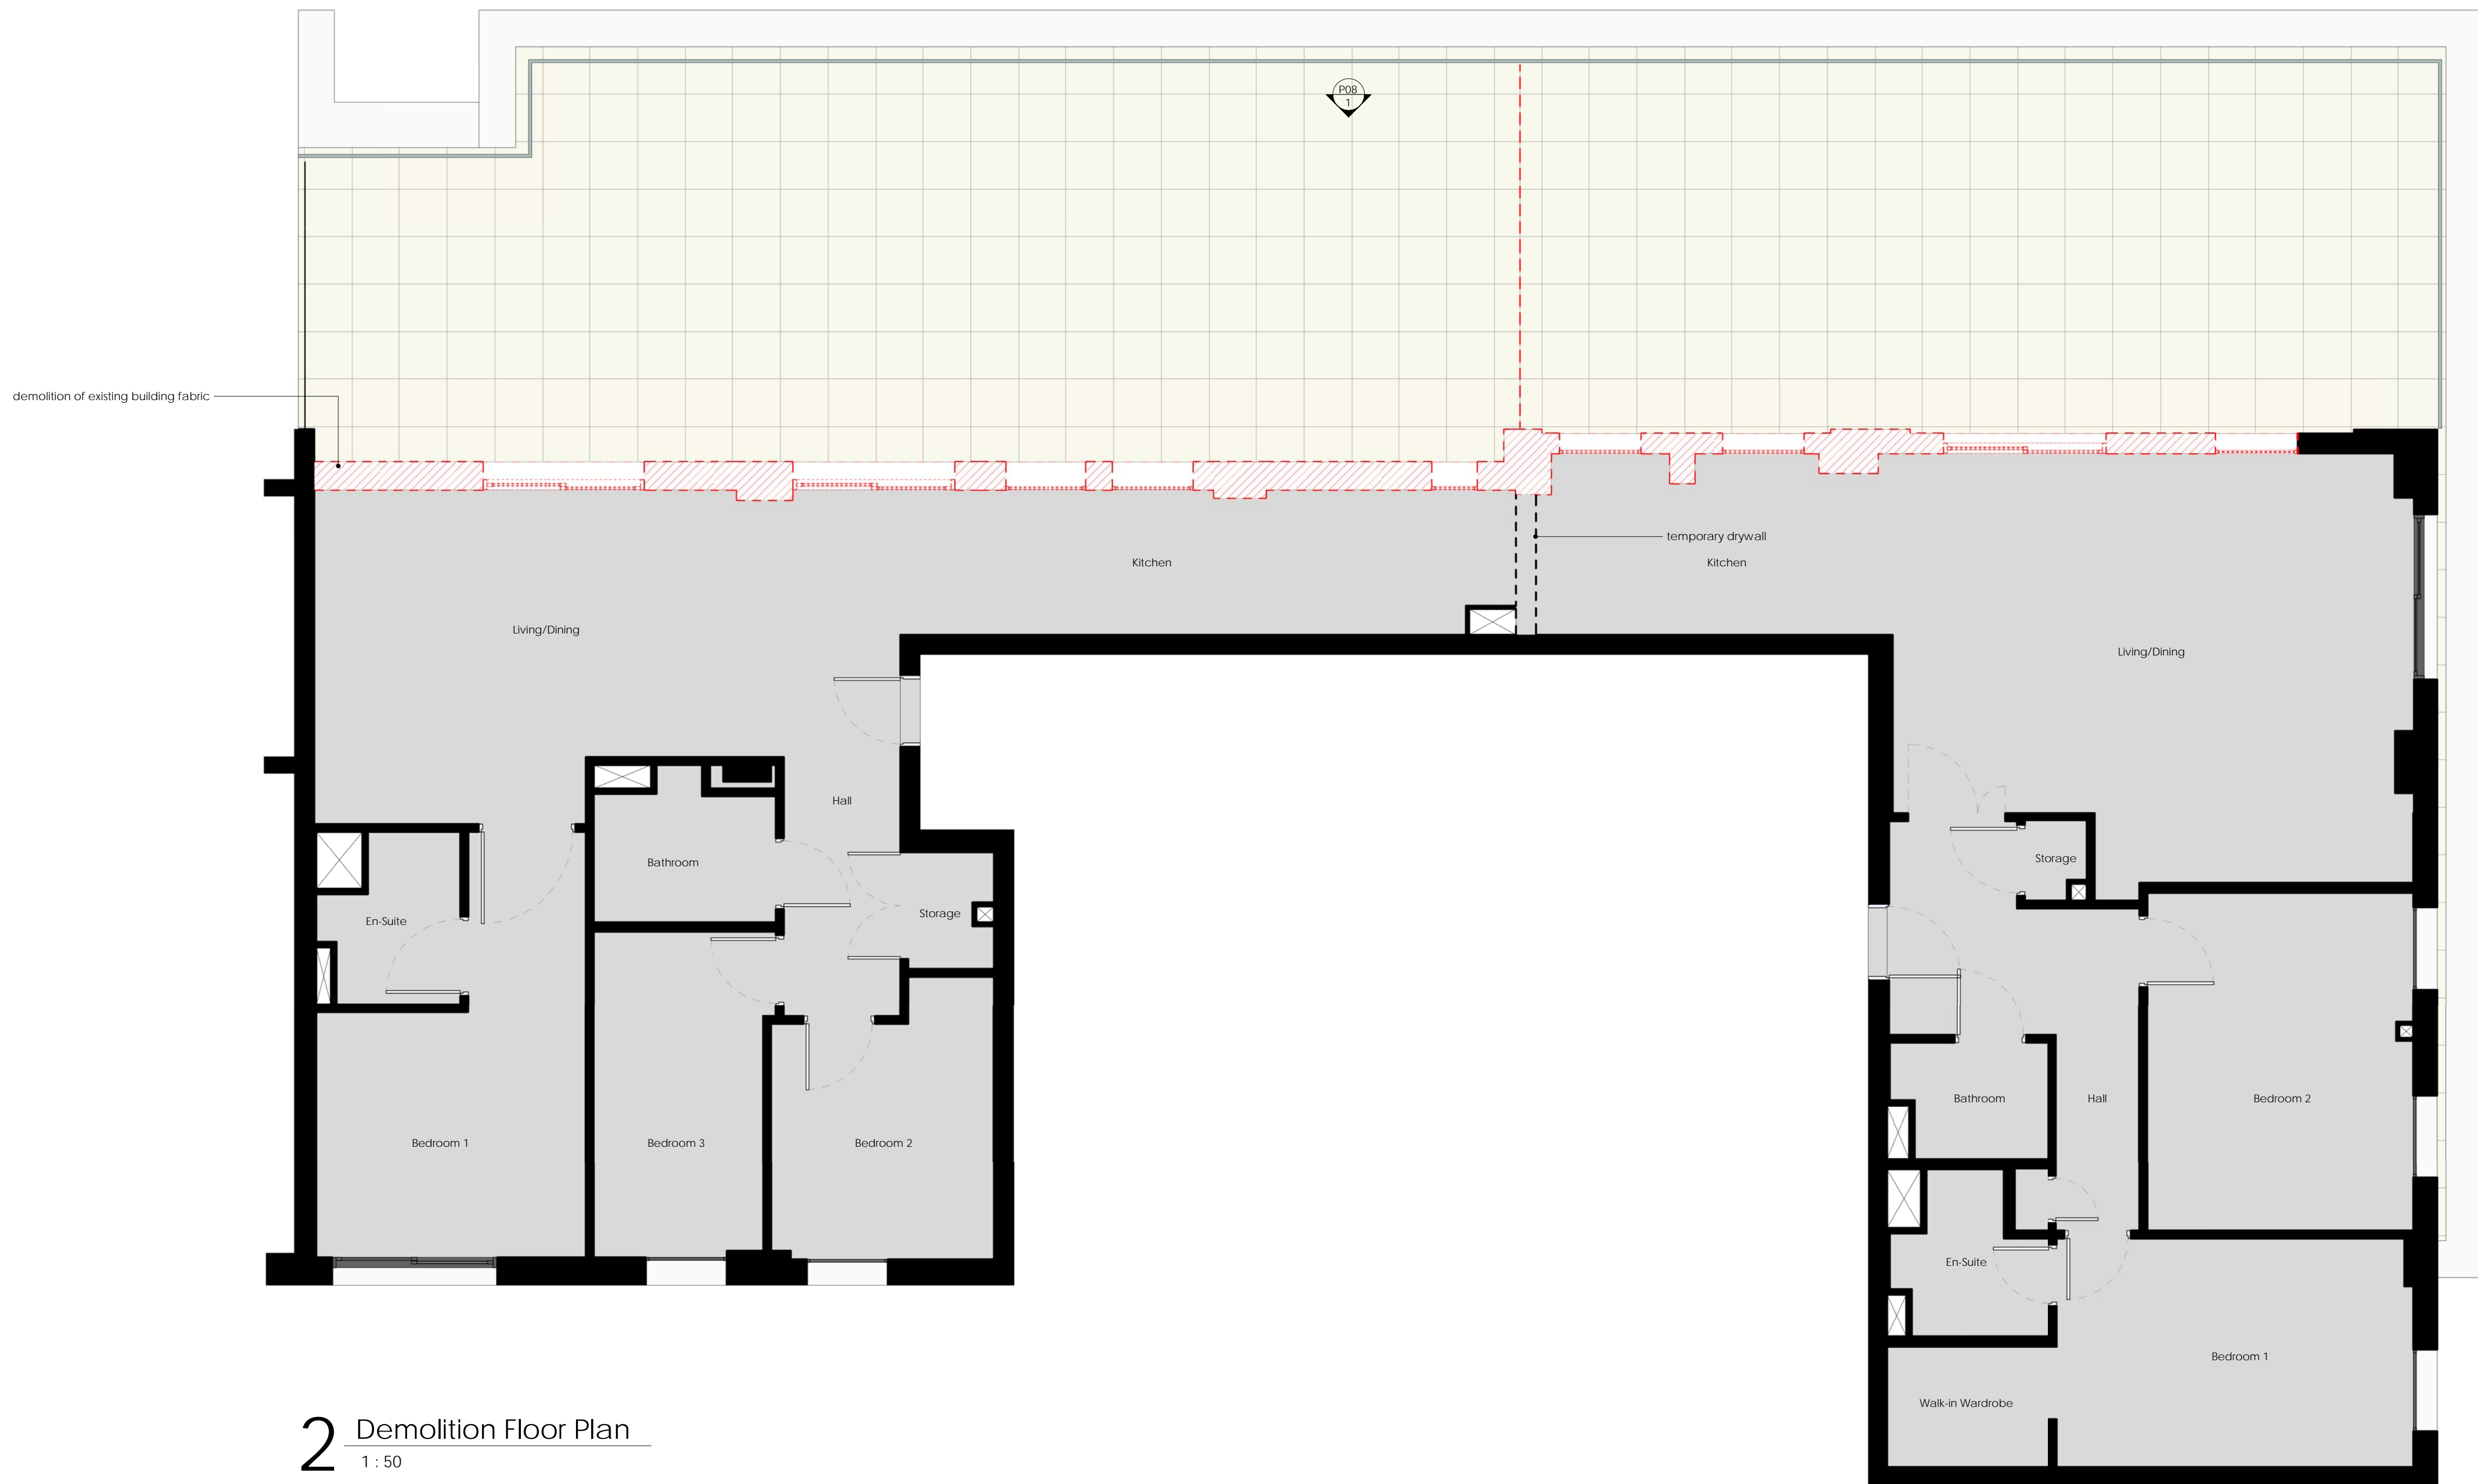 P08
1
demolition of existing building fabric
temporary drywall
Kitchen
Kitchen
Living/Dining
Living/Dining
Hall
Bathroom
Storage
En-Suite
Storage
Bathroom
Hall
Bedroom 2
Bedroom 1
Bedroom 3
Bedroom 2
En-Suite
Bedroom 1
Walk-in Wardrobe
2 Demolition Floor Plan
1 : 50